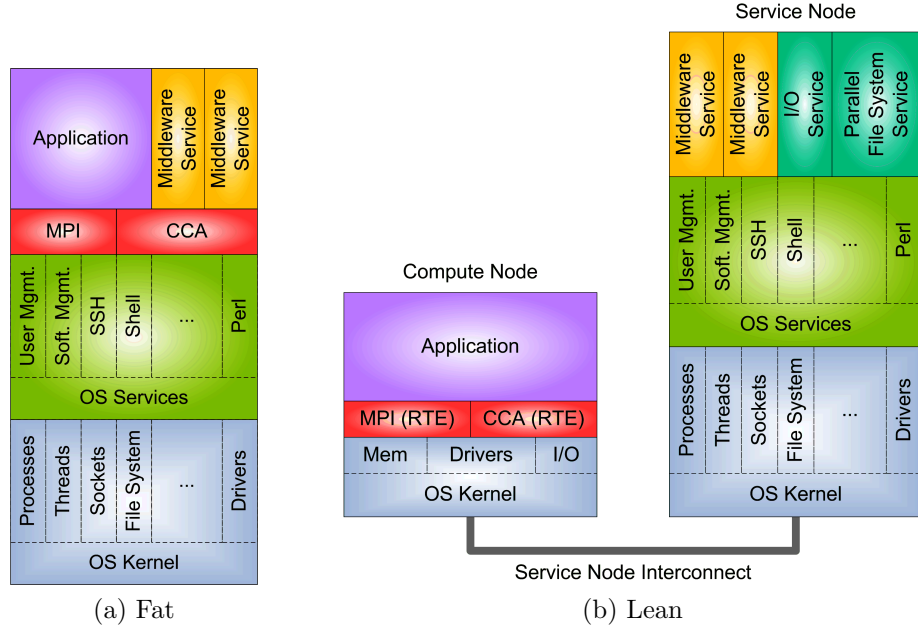 Application
Middleware
Service
Middleware
Service
MPI
CCA
User Mgmt.
Soft. Mgmt.
SSH
Shell
...
Perl
OS Services
Processes
Threads
Sockets
File System
...
Drivers
OS Kernel
(a) Fat
Compute Node
Application
MPI (RTE)
CCA (RTE)
Mem
Drivers
I/O
OS Kernel
Service Node
Middleware
Service
Middleware
Service
I/O
Service
Parallel
File System
Service
User Mgmt.
Soft. Mgmt.
SSH
Shell
...
Perl
OS Services
Processes
Threads
Sockets
File System
...
Drivers
OS Kernel
Service Node Interconnect
(b) Lean